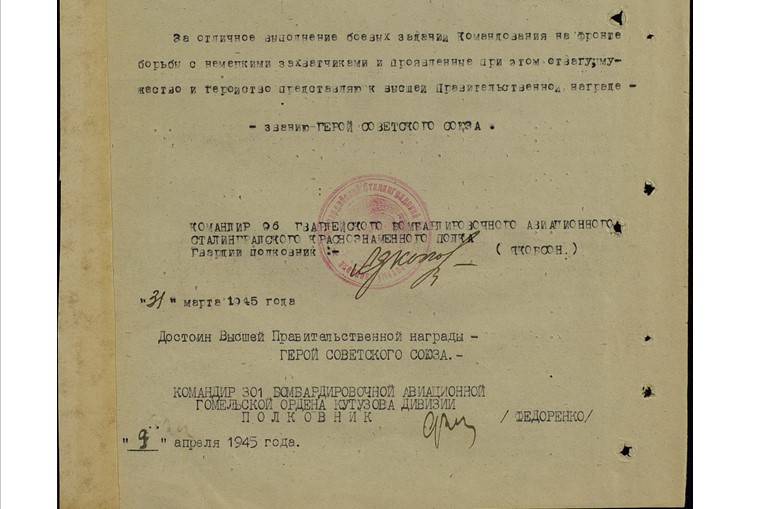 За отличное выполнение боевых заданий Командования на фронте
борьбы с немецкими захватчиками и проявленные при этом отвагу,му-
жество и геройство представляю к высшей Правительственной награде -
- званию ГЕРОЙ СОВЕТСКОГО СОЮЗА .
КОМАНДИР 96 ГВАРДЕЙСКОГО БОМБАРДИРОВОЧНОГО АВИАЦИОННОГО
СТАЛИНГРАДСКОГО КРАСНОЗНАМЕННОГО ПОЛКА
Гвардии полковник :- ( ЯКОБСОН.)
"31" марта 1945 года
Достоин Высшей Правительственной награды -
ГЕРОЙ СОВЕТСКОГО СОЮЗА.-
КОМАНДИР 301 БОМБАРДИРОВОЧНОЙ АВИАЦИОННОЙ
ГОМЕЛЬСКОЙ ОРДЕНА КУТУЗОВА ДИВИЗИИ
П О Л К О В Н И К / ФЕДОРЕНКО/
"9" апреля 1945 года.